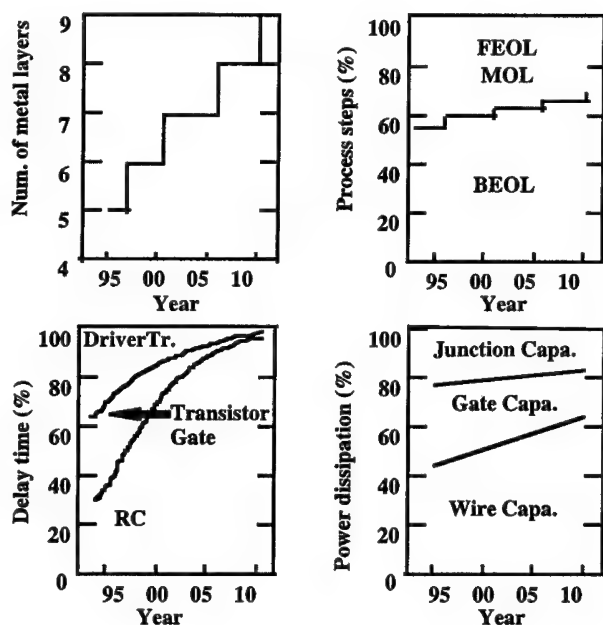 Num. of metal layers
9
8
7
6
5
4
95 00 05 10
Year
Process steps (%)
100
80
60
40
20
0
FEOL
MOL
BEOL
95 00 05 10
Year
Delay time (%)
100
80
60
40
20
0
DriverTr.
Transistor
Gate
RC
95 00 05 10
Year
Power dissipation (%)
100
80
60
40
20
0
Junction Capa.
Gate Capa.
Wire Capa.
95 00 05 10
Year